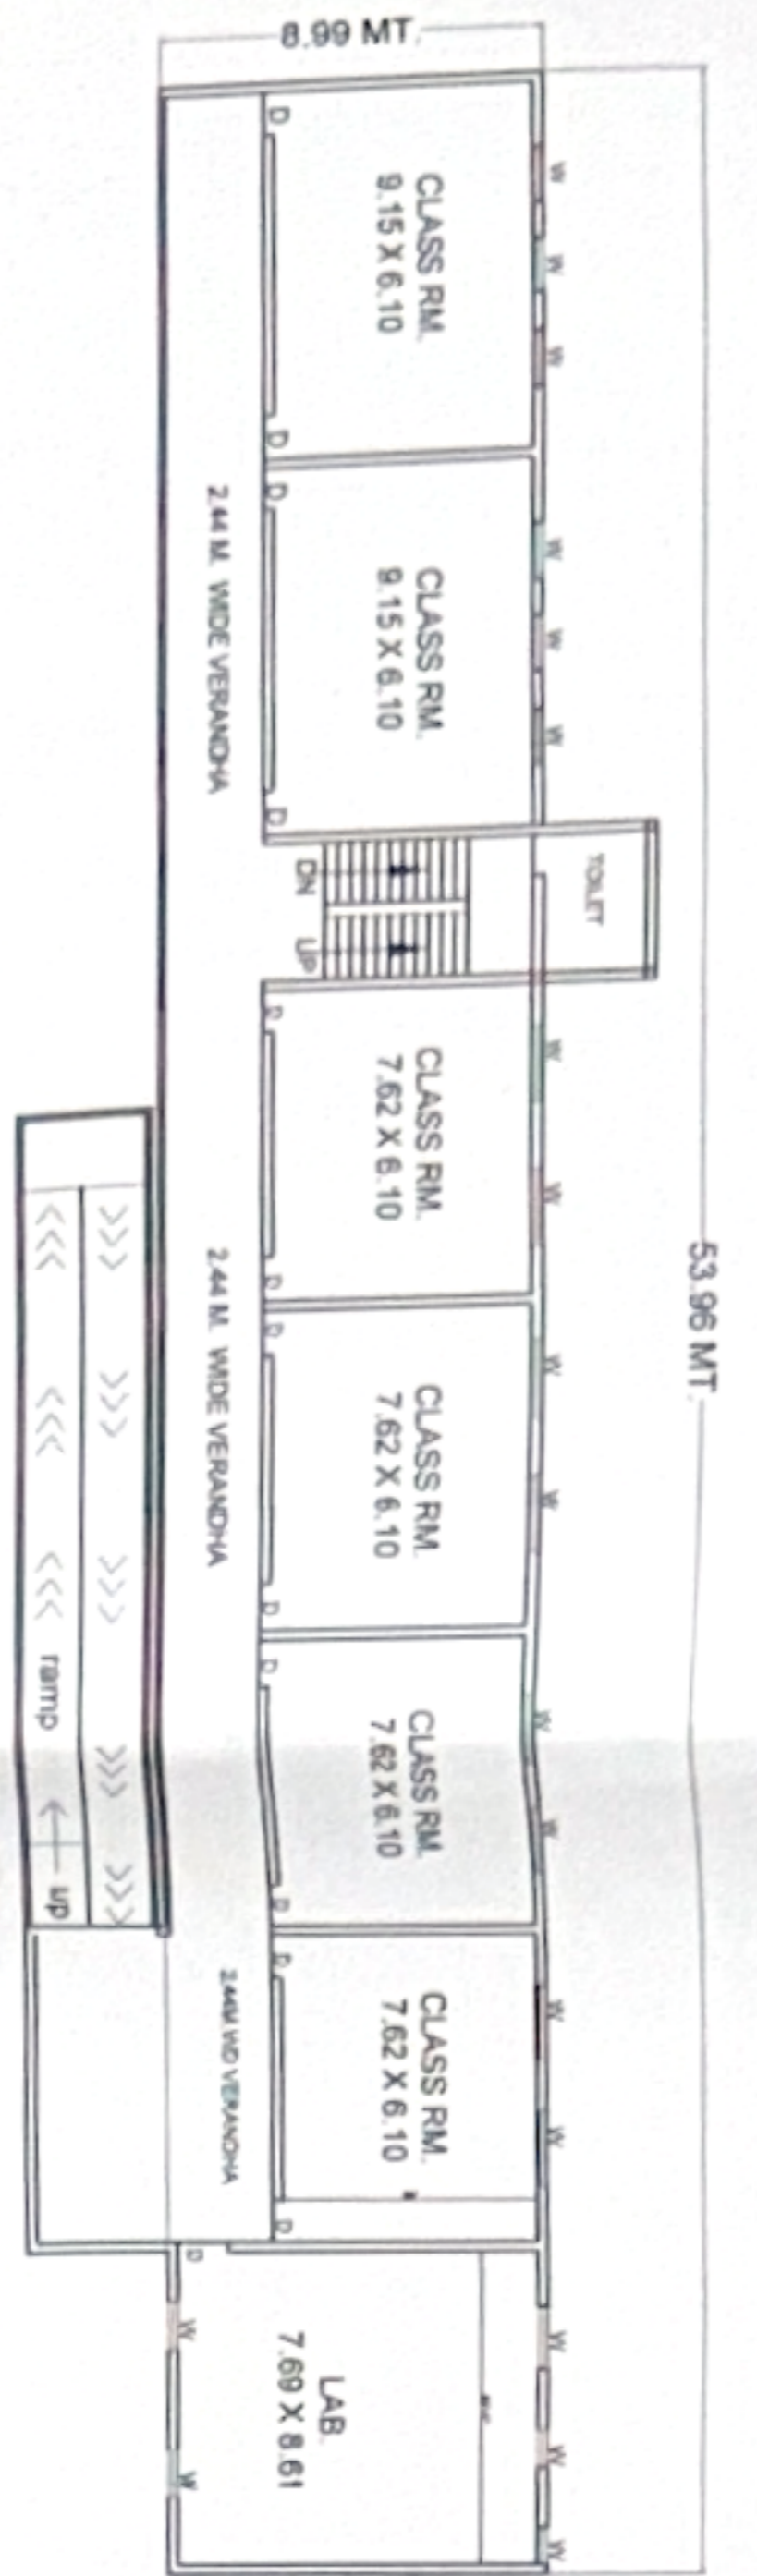 8.99 MT.
53.96 MT.
CLASS RM.
9.15 X 6.10
D
D
W
W
W
CLASS RM.
9.15 X 6.10
D
D
W
W
W
2.44 M. WIDE VERANDHA
TOILET
DN
UP
CLASS RM.
7.62 X 6.10
D
D
W
W
CLASS RM.
7.62 X 6.10
D
D
W
W
2.44 M. WIDE VERANDHA
CLASS RM.
7.62 X 6.10
D
D
W
W
ramp
up
CLASS RM.
7.62 X 6.10
D
D
W
W
2.44M WD VERANDHA
LAB.
7.69 X 8.61
D
W
W
W
W
W